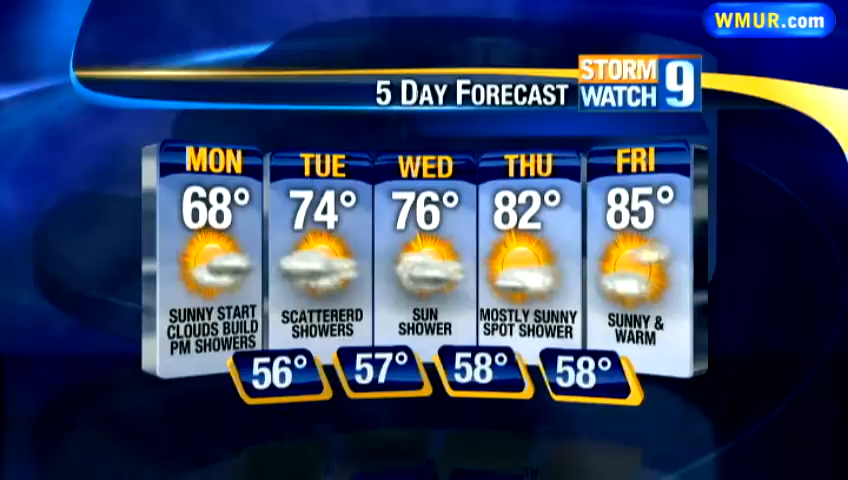 WMUR.com
5 DAY FORECAST
STORM
WATCH 9
MON
TUE
WED
THU
FRI
68°
74°
76°
82°
85°
SUNNY START
CLOUDS BUILD
PM SHOWERS
SCATTERERD
SHOWERS
SUN
SHOWER
MOSTLY SUNNY
SPOT SHOWER
SUNNY &
WARM
56°
57°
58°
58°